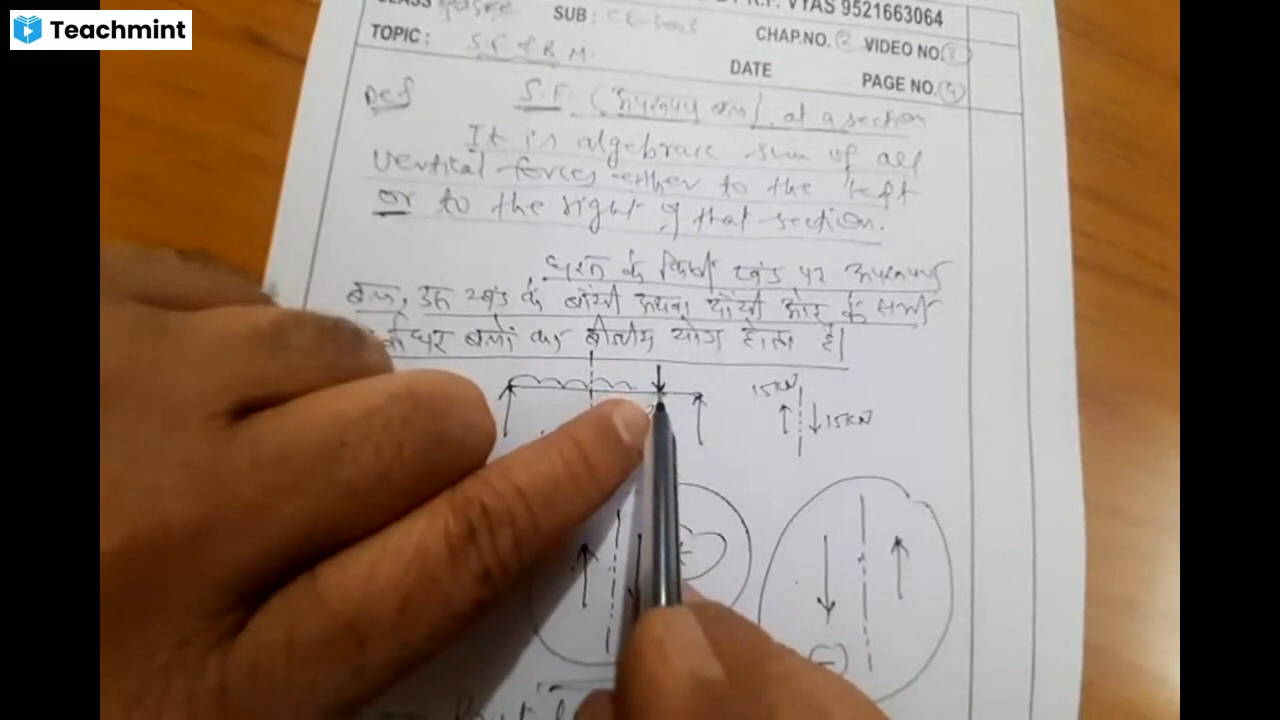 Teachmint
R.P. VYAS 9521663064
CLASS SUB : CHAP.NO. 2 VIDEO NO.
TOPIC : S.F & B.M. DATE PAGE NO.
Def S.F. (अपरूपण बल) at a section
It is algebraic sum of all
vertical forces either to the left
or to the right of that section.
धरन के किसी खंड पर अपरूपण
बल, उस खंड के बाँयी अथवा दाँयी ओर के सभी
बलों का बीजीय योग होता है।
15KN
15KN